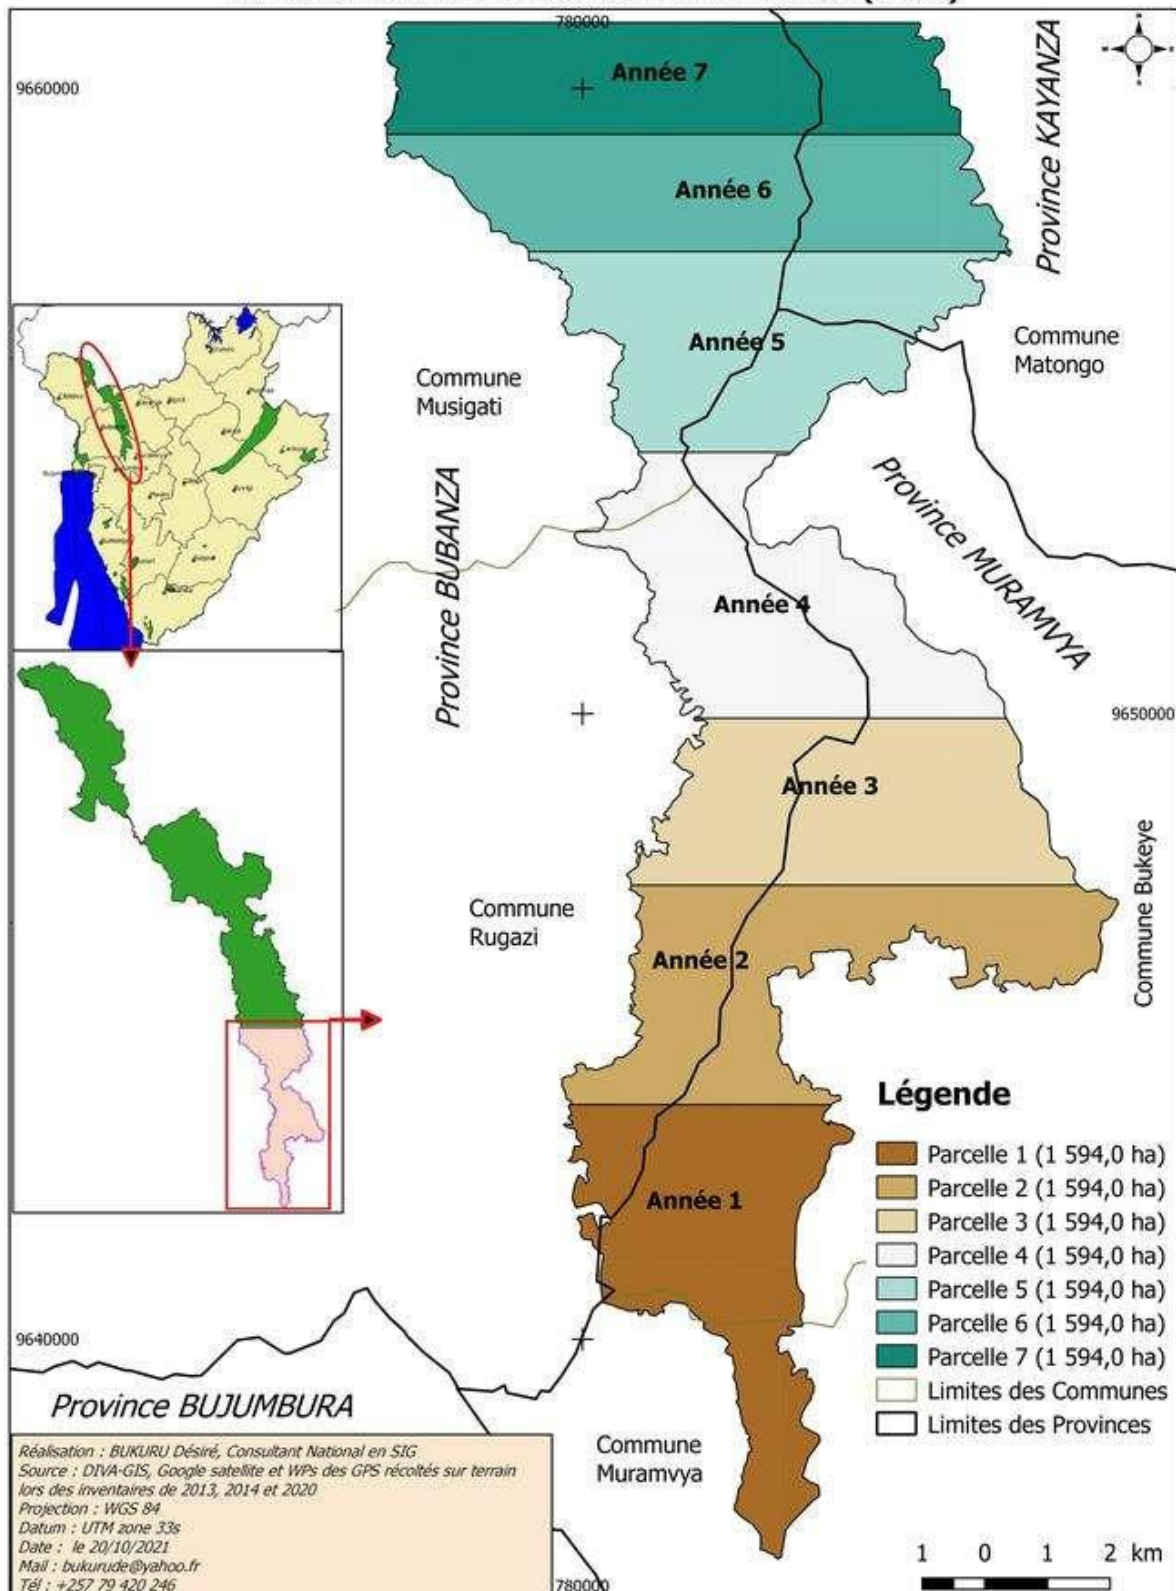 780000
Province KAYANZA
9660000
Année 7
Année 6
Année 5
Commune
Matongo
Commune
Musigati
Province MURAMVYA
Province BUBANZA
Année 4
9650000
Année 3
Commune Bukeye
Commune
Rugazi
Année 2
Légende
Parcelle 1 (1 594,0 ha)
Parcelle 2 (1 594,0 ha)
Parcelle 3 (1 594,0 ha)
Parcelle 4 (1 594,0 ha)
Parcelle 5 (1 594,0 ha)
Parcelle 6 (1 594,0 ha)
Parcelle 7 (1 594,0 ha)
Limites des Communes
Limites des Provinces
Année 1
9640000
Province BUJUMBURA
Commune
Muramvya
Réalisation : BUKURU Désiré, Consultant National en SIG
Source : DIVA-GIS, Google satellite et WPs des GPS récoltés sur terrain
lors des inventaires de 2013, 2014 et 2020
Projection : WGS 84
Datum : UTM zone 33s
Date : le 20/10/2021
Mail : bukurude@yahoo.fr
Tél : +257 79 420 246
780000
1 0 1 2 km